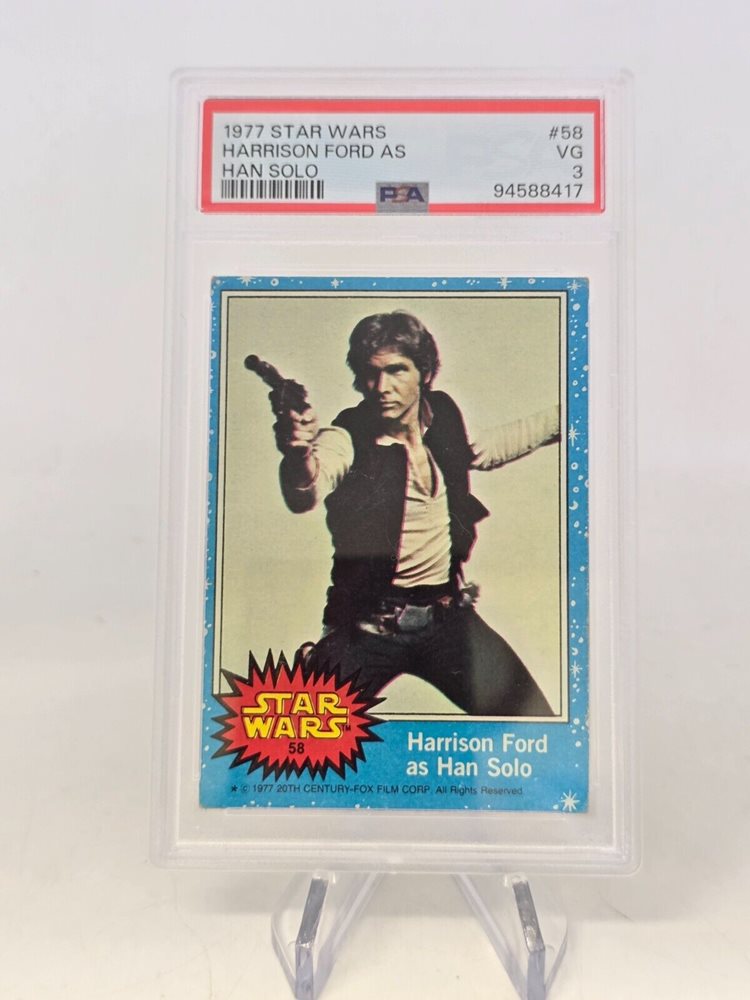 1977 STAR WARS #58
HARRISON FORD AS VG
HAN SOLO 3
PSA 94588417
STAR
WARS™
58
Harrison Ford
as Han Solo
* © 1977 20TH CENTURY-FOX FILM CORP. All Rights Reserved